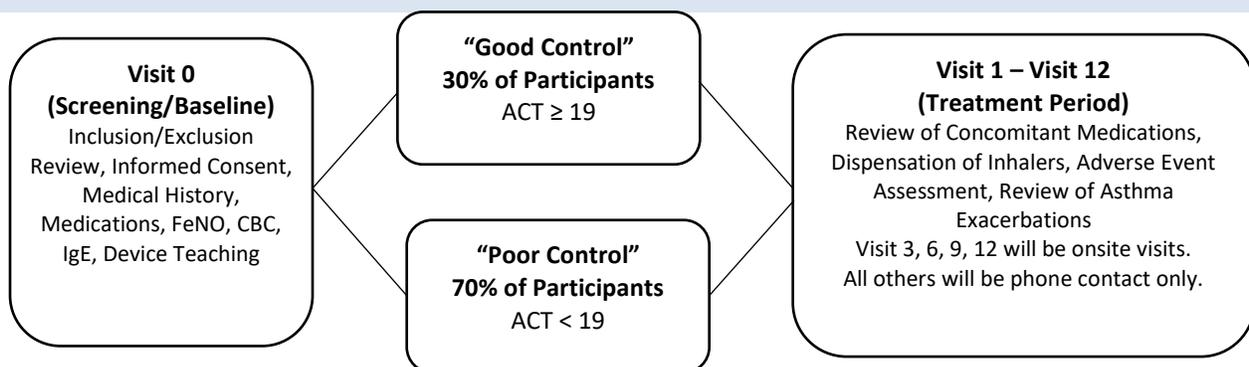 Visit 0
(Screening/Baseline)
Inclusion/Exclusion
Review, Informed Consent,
Medical History,
Medications, FeNO, CBC,
IgE, Device Teaching
“Good Control”
30% of Participants
ACT ≥ 19
“Poor Control”
70% of Participants
ACT < 19
Visit 1 – Visit 12
(Treatment Period)
Review of Concomitant Medications,
Dispensation of Inhalers, Adverse Event
Assessment, Review of Asthma
Exacerbations
Visit 3, 6, 9, 12 will be onsite visits.
All others will be phone contact only.